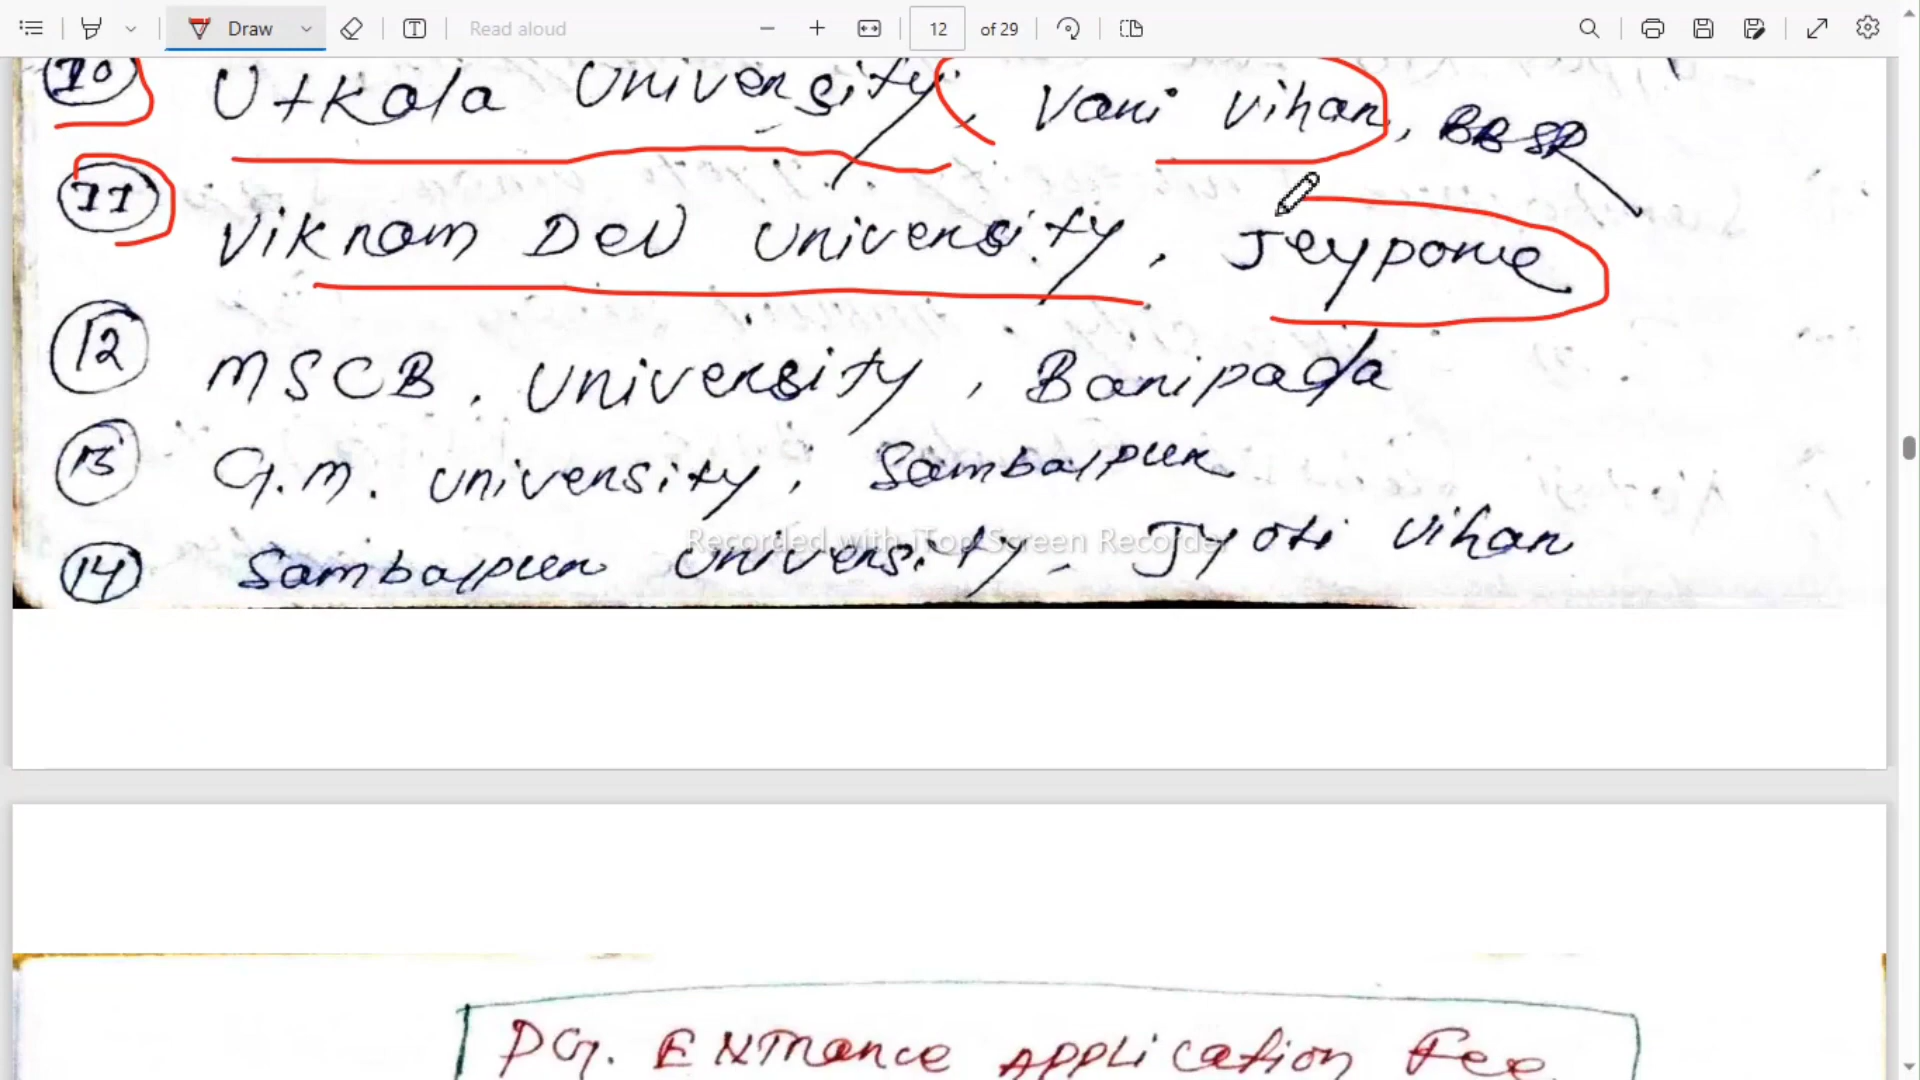 Draw
Read aloud
12 of 29
10 Utkala University, Vani Vihar, BBSR
11 Vikram Dev University, Jeypore
12 MSCB. University, Baripada
13 G.M. University, Sambalpur
14 Sambalpur University, Jyoti Vihar
Recorded with iTop Screen Recorder
PG. Entrance Application Fee